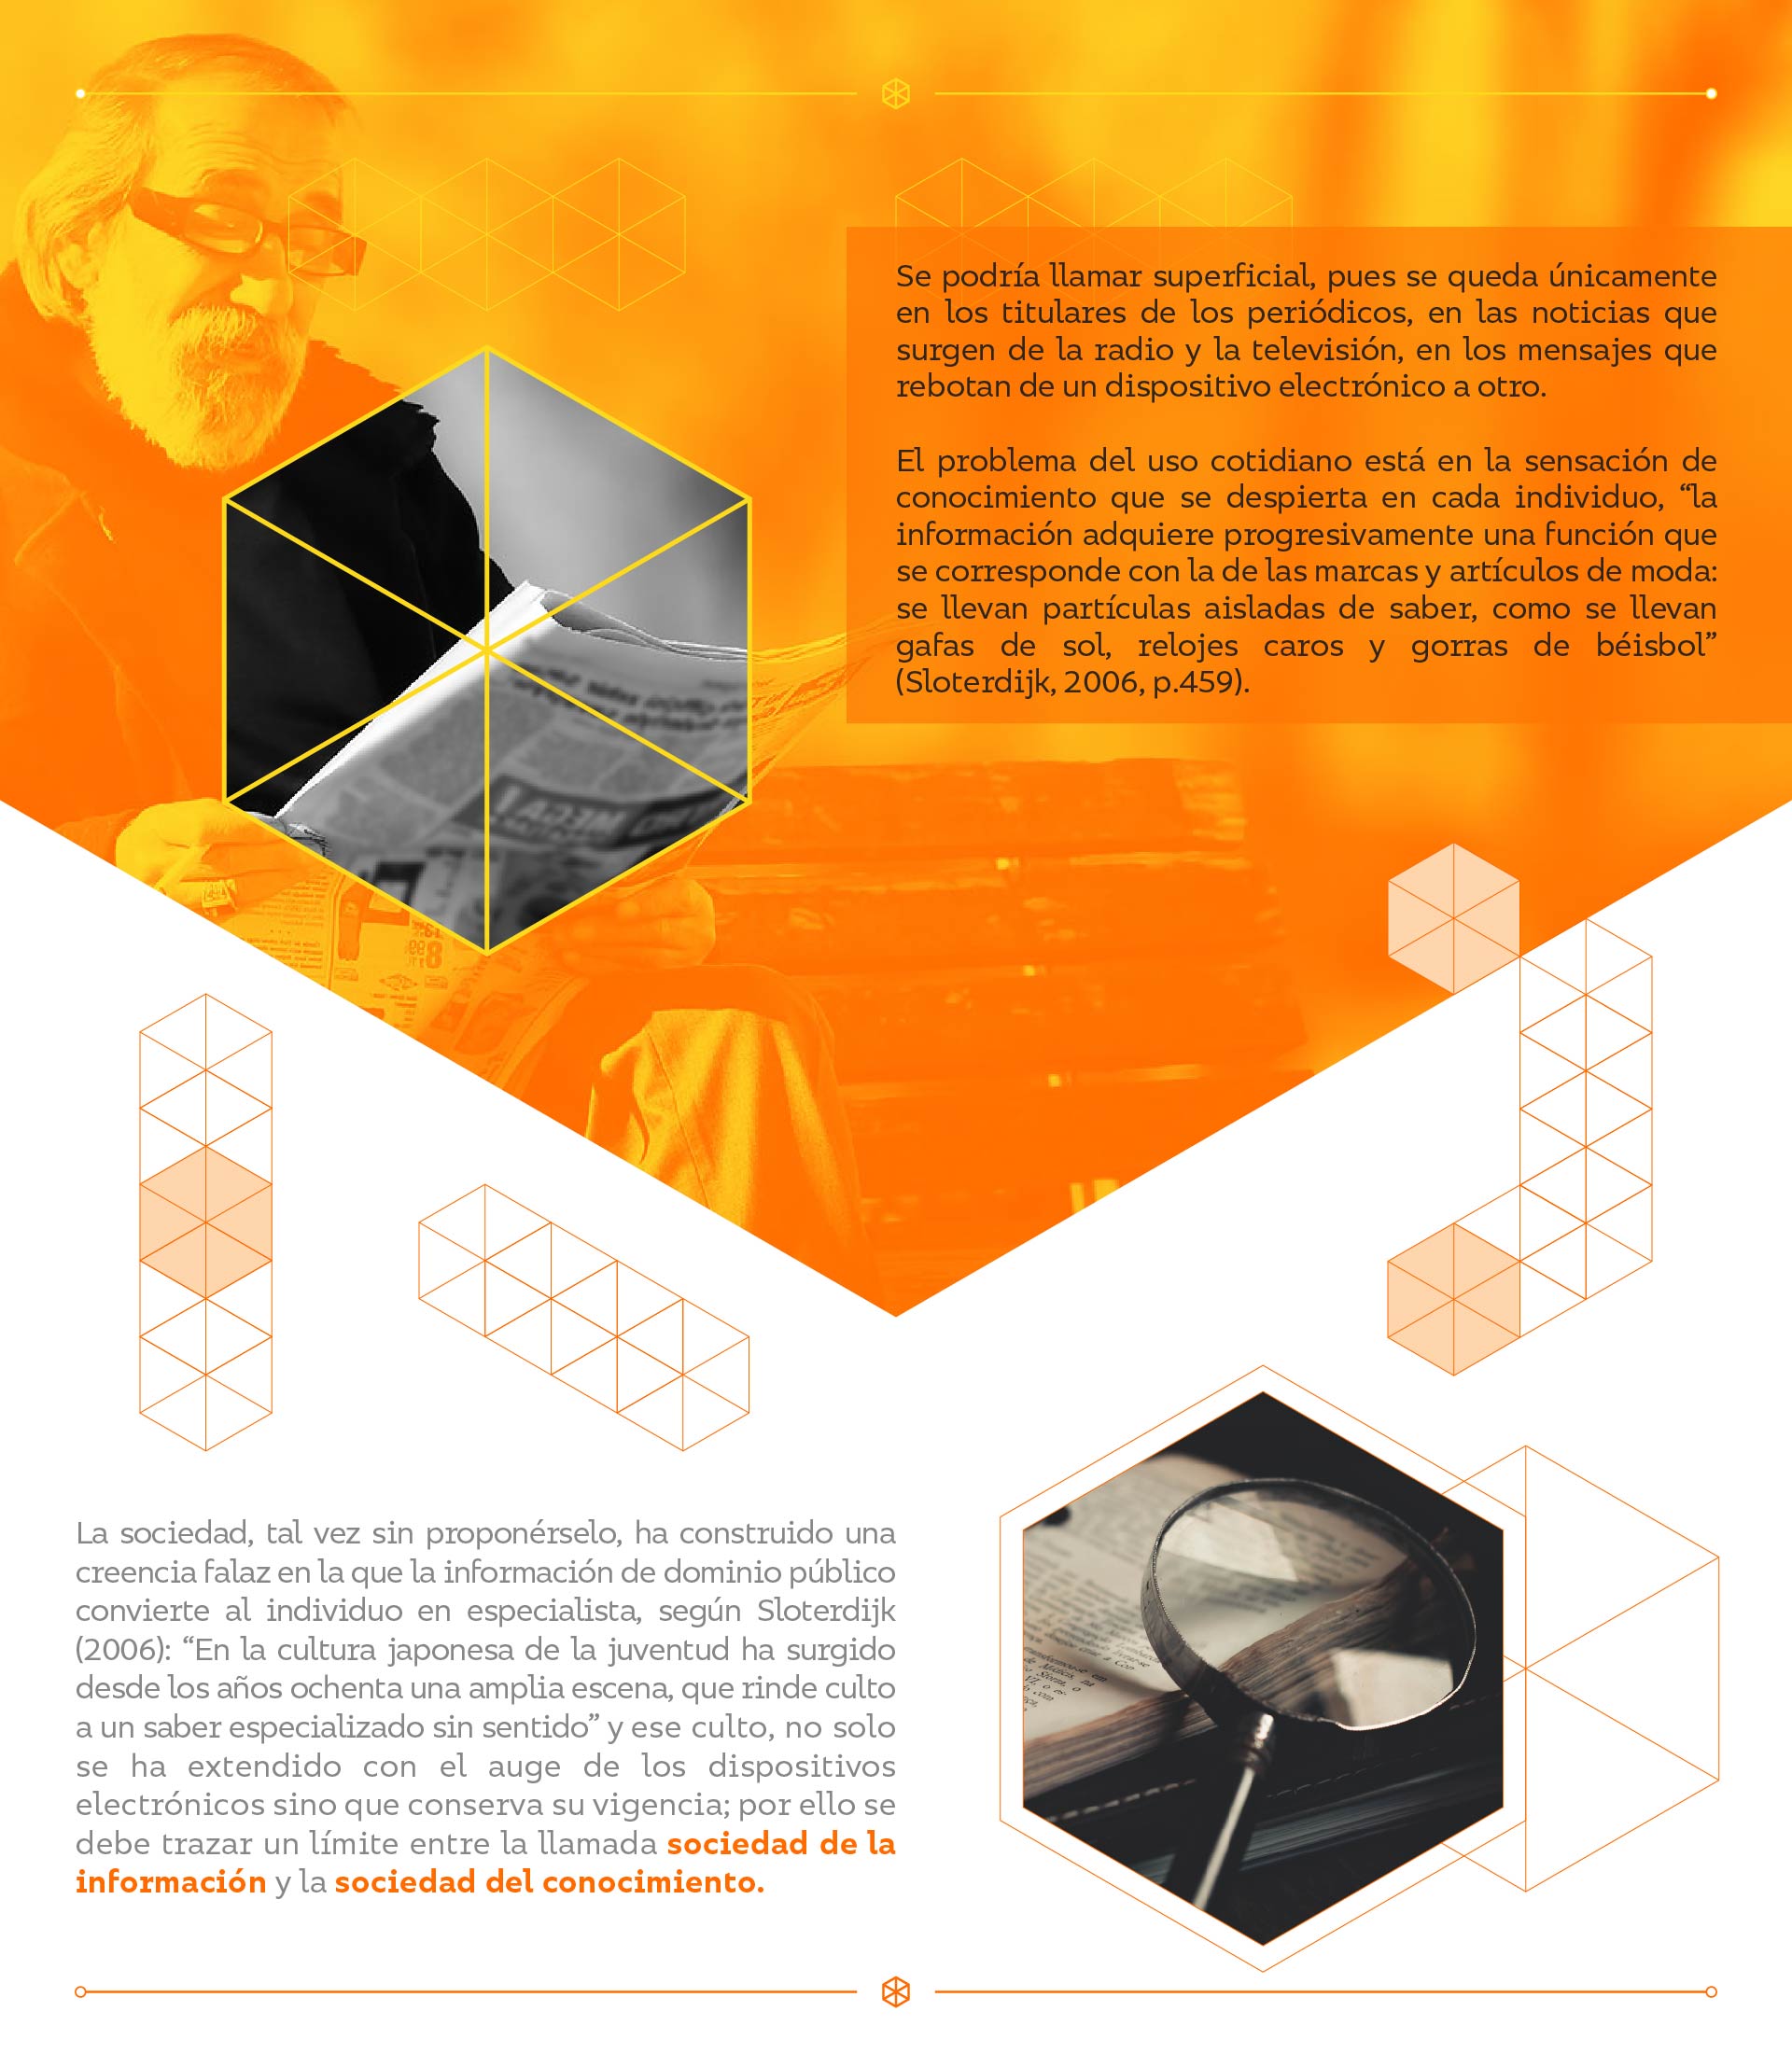 Se podría llamar superficial, pues se queda únicamente
en los titulares de los periódicos, en las noticias que
surgen de la radio y la televisión, en los mensajes que
rebotan de un dispositivo electrónico a otro.
El problema del uso cotidiano está en la sensación de
conocimiento que se despierta en cada individuo, “la
información adquiere progresivamente una función que
se corresponde con la de las marcas y artículos de moda:
se llevan partículas aisladas de saber, como se llevan
gafas de sol, relojes caros y gorras de béisbol”
(Sloterdijk, 2006, p.459).
La sociedad, tal vez sin proponérselo, ha construido una
creencia falaz en la que la información de dominio público
convierte al individuo en especialista, según Sloterdijk
(2006): “En la cultura japonesa de la juventud ha surgido
desde los años ochenta una amplia escena, que rinde culto
a un saber especializado sin sentido” y ese culto, no solo
se ha extendido con el auge de los dispositivos
electrónicos sino que conserva su vigencia; por ello se
debe trazar un límite entre la llamada sociedad de la
información y la sociedad del conocimiento.